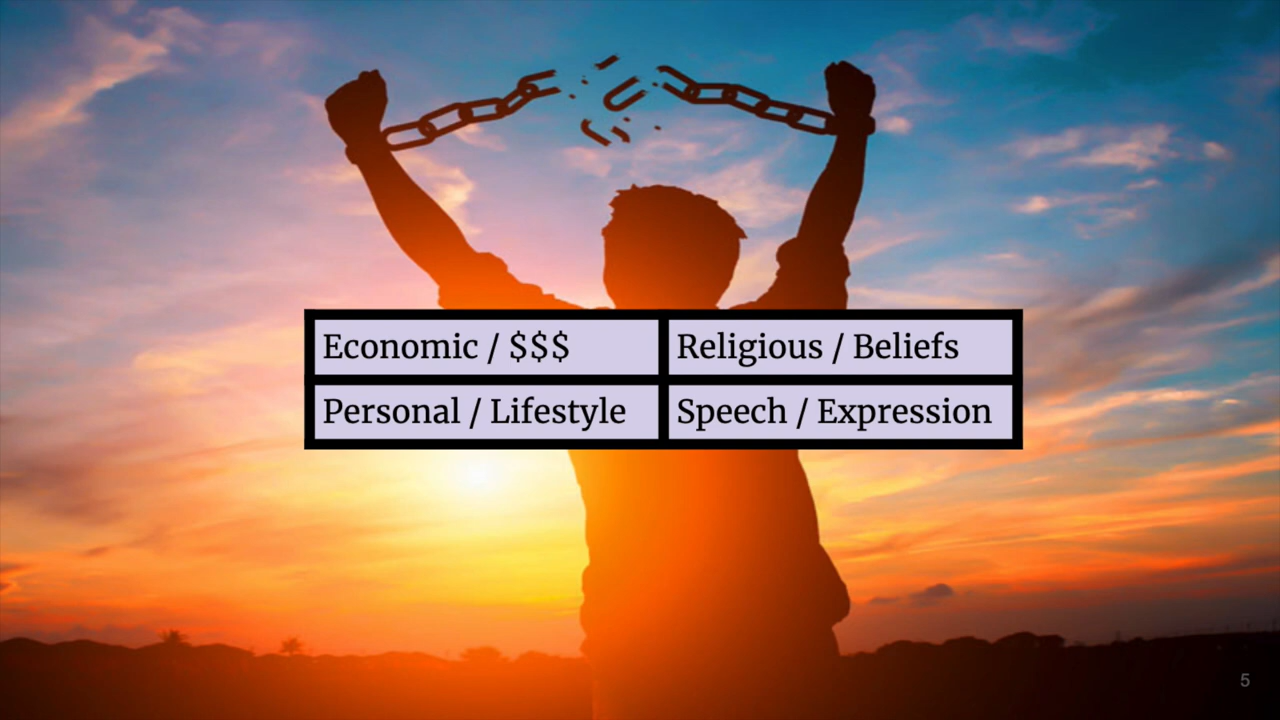 Economic / $$$
Religious / Beliefs
Personal / Lifestyle
Speech / Expression
5